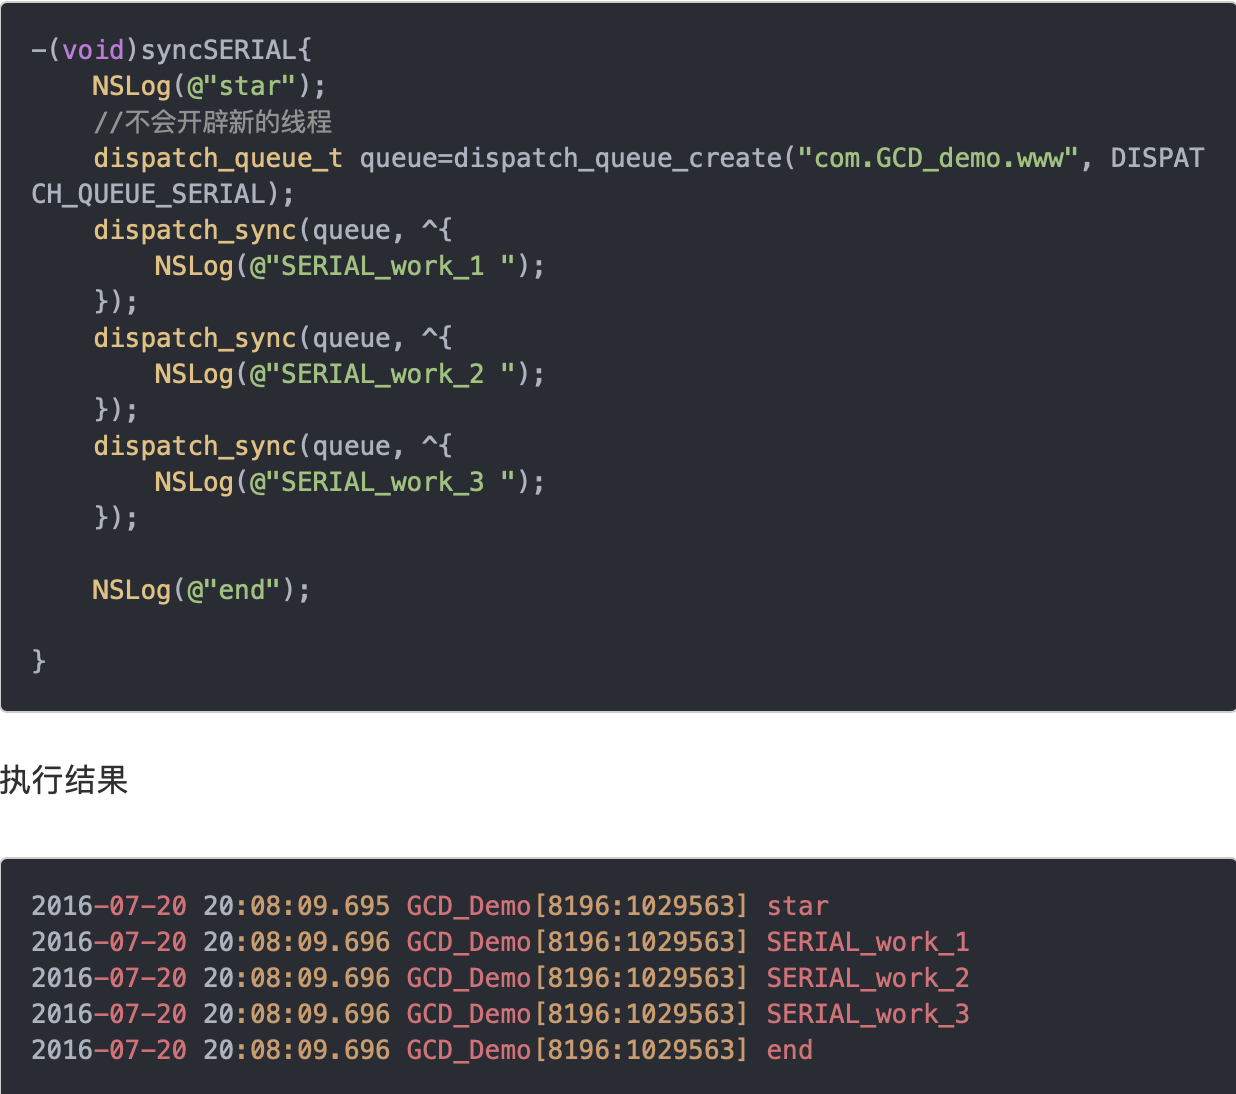 -(void)syncSERIAL{
    NSLog(@"star");
    //不会开辟新的线程
    dispatch_queue_t queue=dispatch_queue_create("com.GCD_demo.www", DISPAT
CH_QUEUE_SERIAL);
    dispatch_sync(queue, ^{
        NSLog(@"SERIAL_work_1 ");
    });
    dispatch_sync(queue, ^{
        NSLog(@"SERIAL_work_2 ");
    });
    dispatch_sync(queue, ^{
        NSLog(@"SERIAL_work_3 ");
    });
    NSLog(@"end");
}
执行结果
2016-07-20 20:08:09.695 GCD_Demo[8196:1029563] star
2016-07-20 20:08:09.696 GCD_Demo[8196:1029563] SERIAL_work_1
2016-07-20 20:08:09.696 GCD_Demo[8196:1029563] SERIAL_work_2
2016-07-20 20:08:09.696 GCD_Demo[8196:1029563] SERIAL_work_3
2016-07-20 20:08:09.696 GCD_Demo[8196:1029563] end